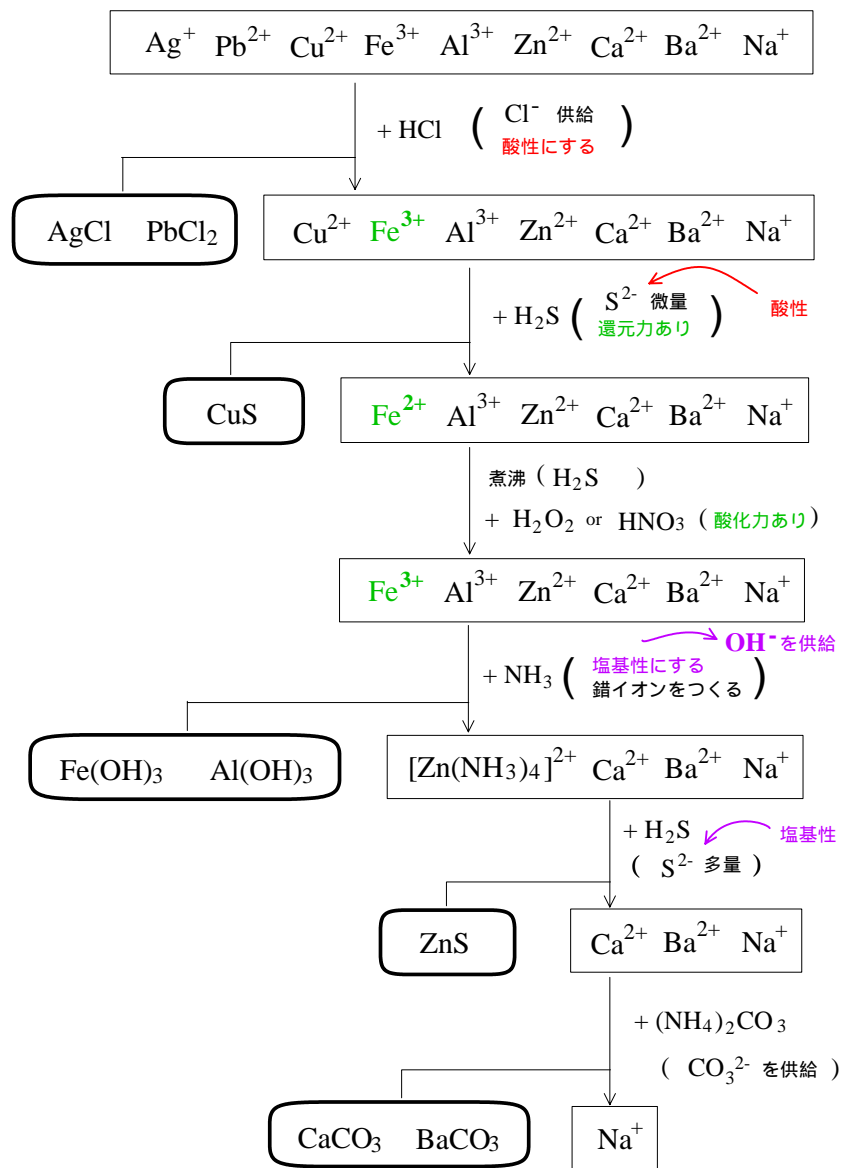 Ag⁺ Pb²⁺ Cu²⁺ Fe³⁺ Al³⁺ Zn²⁺ Ca²⁺ Ba²⁺ Na⁺
+ HCl ( Cl⁻ 供給
酸性にする )
AgCl PbCl₂
Cu²⁺ Fe³⁺ Al³⁺ Zn²⁺ Ca²⁺ Ba²⁺ Na⁺
+ H₂S ( S²⁻ 微量
還元力あり )
酸性
CuS
Fe²⁺ Al³⁺ Zn²⁺ Ca²⁺ Ba²⁺ Na⁺
煮沸 ( H₂S )
+ H₂O₂ or HNO₃ ( 酸化力あり )
Fe³⁺ Al³⁺ Zn²⁺ Ca²⁺ Ba²⁺ Na⁺
OH⁻を供給
+ NH₃ ( 塩基性にする
錯イオンをつくる )
Fe(OH)₃ Al(OH)₃
[Zn(NH₃)₄]²⁺ Ca²⁺ Ba²⁺ Na⁺
+ H₂S
塩基性
( S²⁻ 多量 )
ZnS
Ca²⁺ Ba²⁺ Na⁺
+ (NH₄)₂CO₃
( CO₃²⁻ を供給 )
CaCO₃ BaCO₃
Na⁺